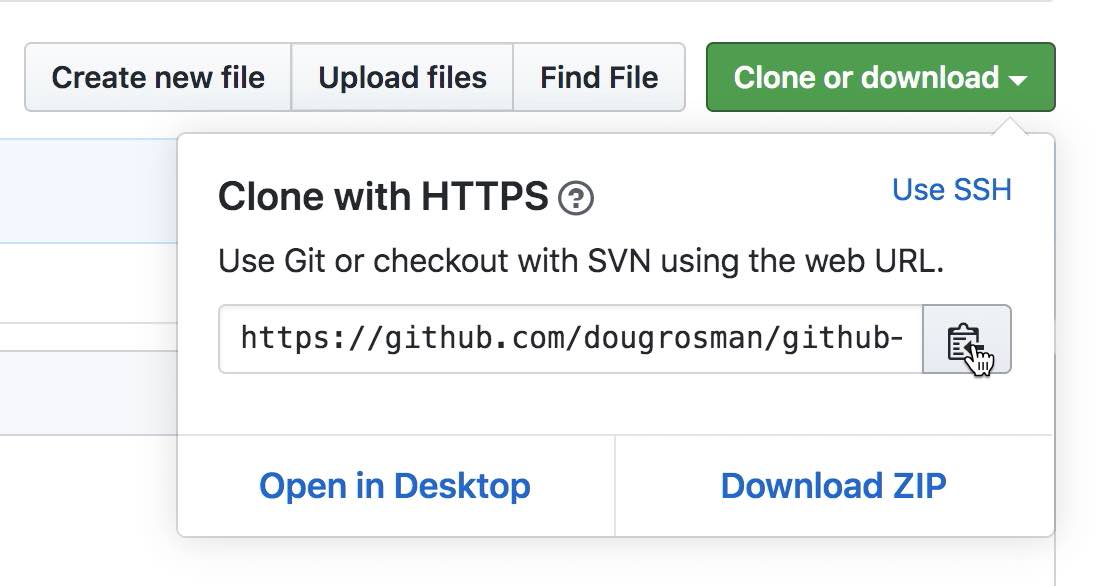 Create new file Upload files Find File Clone or download
Clone with HTTPS ?
Use SSH
Use Git or checkout with SVN using the web URL.
https://github.com/dougrosman/github-
Open in Desktop Download ZIP